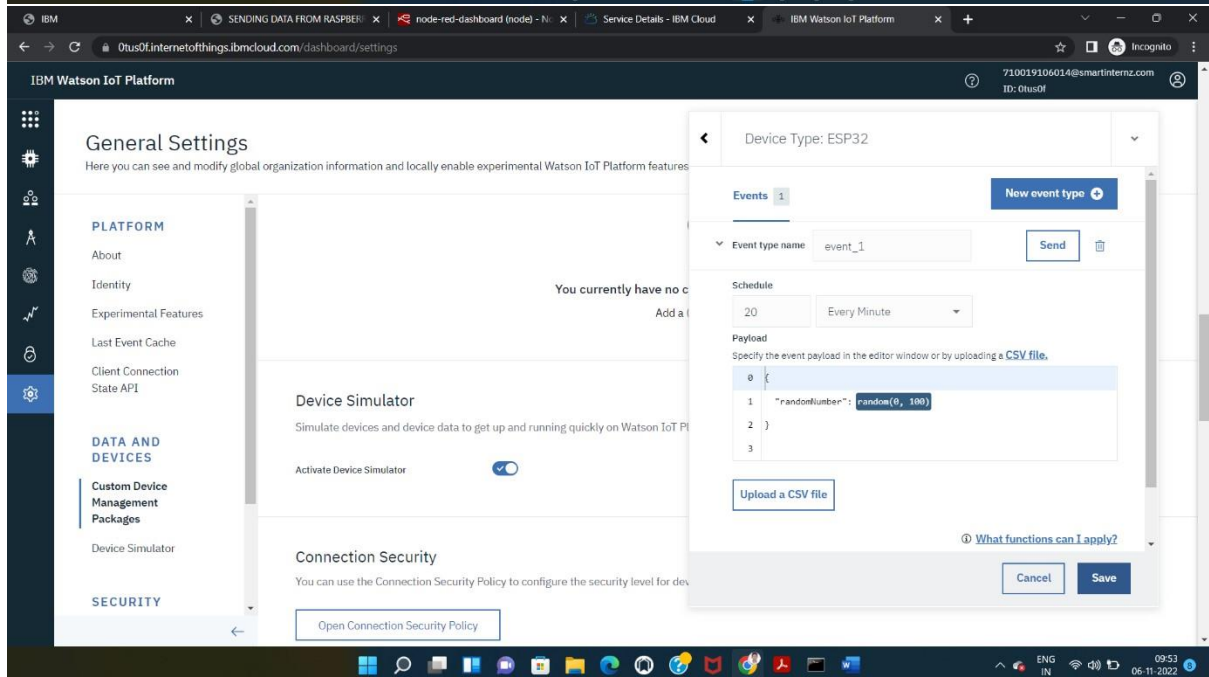 IBM
SENDING DATA FROM RASPBER
node-red-dashboard (node) - No
Service Details - IBM Cloud
IBM Watson IoT Platform
0tus0f.internetofthings.ibmcloud.com/dashboard/settings
Incognito
IBM Watson IoT Platform
710019106014@smartinternz.com
ID: 0tus0f
General Settings
Here you can see and modify global organization information and locally enable experimental Watson IoT Platform features
PLATFORM
About
Identity
Experimental Features
Last Event Cache
Client Connection
State API
DATA AND
DEVICES
Custom Device
Management
Packages
Device Simulator
SECURITY
You currently have no c
Add a
Device Simulator
Simulate devices and device data to get up and running quickly on Watson IoT Pl
Activate Device Simulator
Connection Security
You can use the Connection Security Policy to configure the security level for dev
Open Connection Security Policy
Device Type: ESP32
Events 1
New event type
Event type name event_1
Send
Schedule
20 Every Minute
Payload
Specify the event payload in the editor window or by uploading a CSV file.
0 {
1 "randomNumber": random(0, 100)
2 }
3
Upload a CSV file
What functions can I apply?
Cancel Save
ENG
IN
09:53
06-11-2022
8